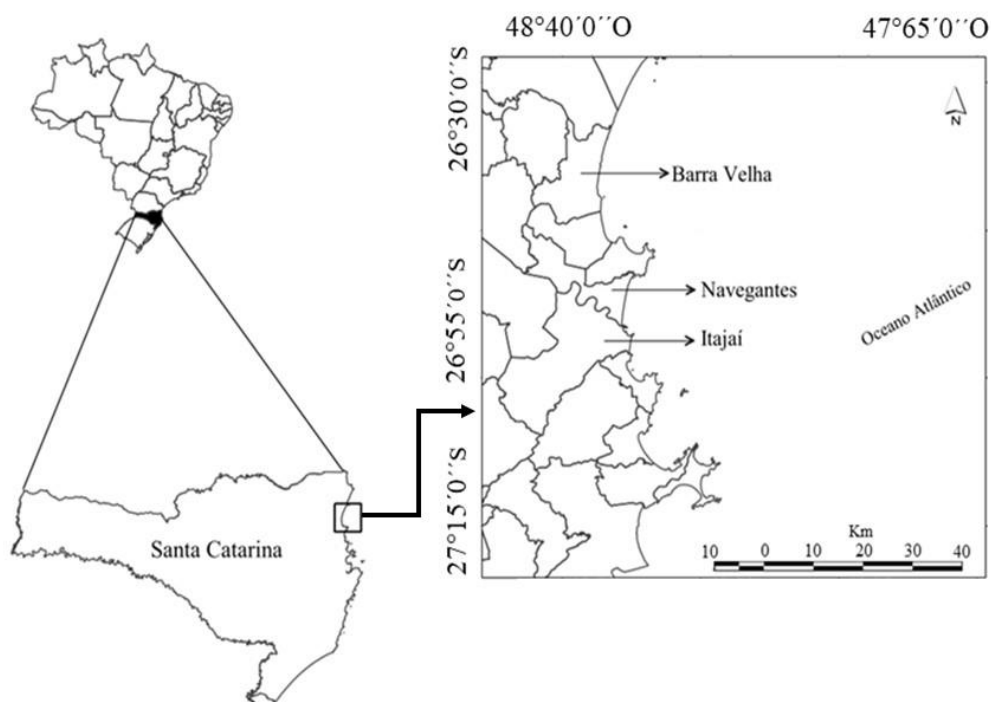 48°40´0´´O 47°65´0´´O
26°30´0´´S
26°55´0´´S
27°15´0´´S
N
Barra Velha
Navegantes
Itajaí
Oceano Atlântico
Km
10 0 10 20 30 40
Santa Catarina